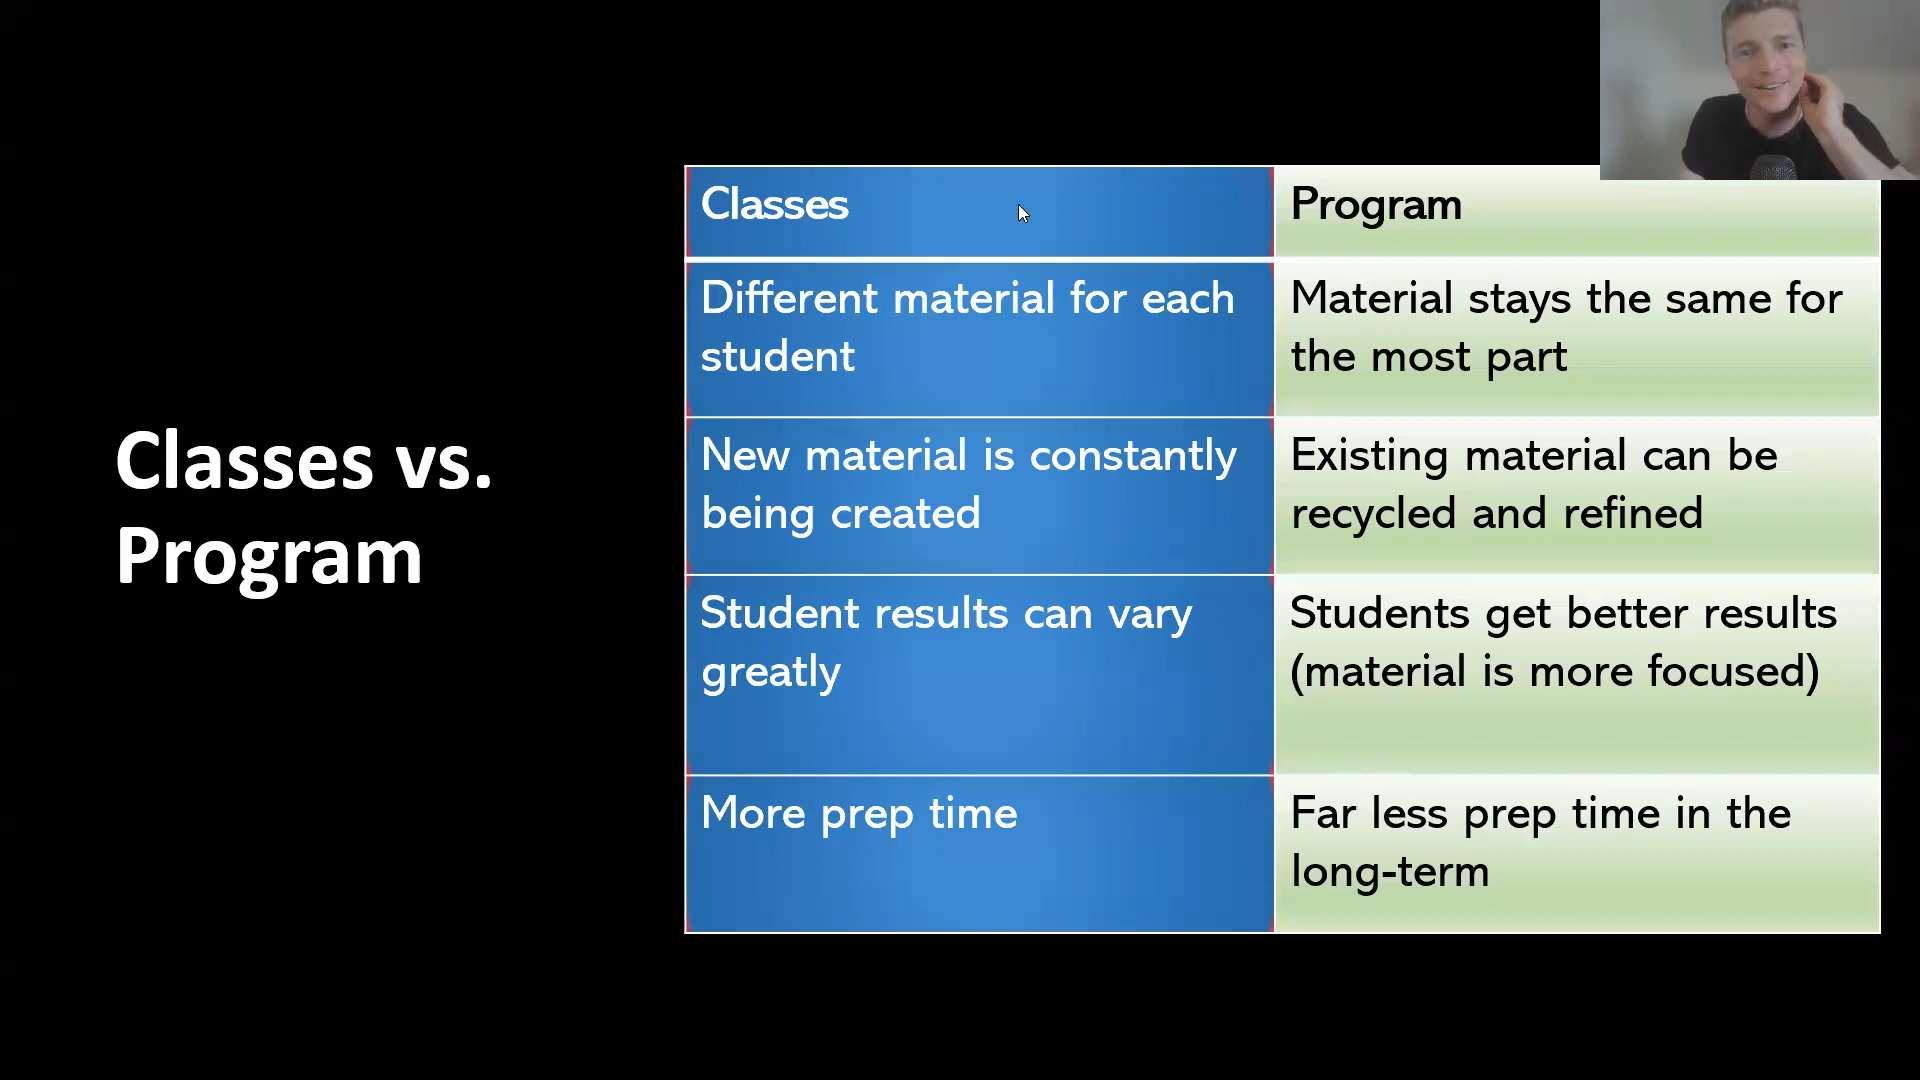 Classes vs.
Program
Classes
Program
Different material for each
student
Material stays the same for
the most part
New material is constantly
being created
Existing material can be
recycled and refined
Student results can vary
greatly
Students get better results
(material is more focused)
More prep time
Far less prep time in the
long-term